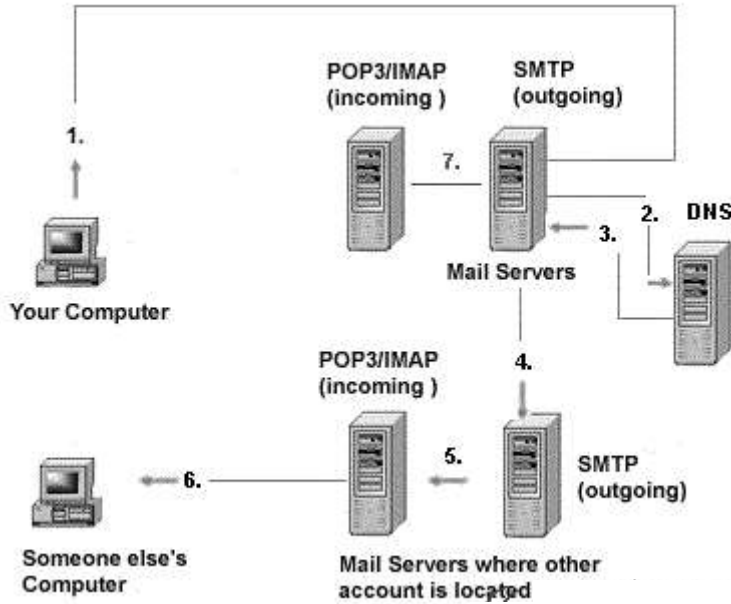 POP3/IMAP
(incoming )
SMTP
(outgoing)
1.
7.
2.
DNS
3.
Mail Servers
Your Computer
POP3/IMAP
(incoming )
4.
5.
SMTP
(outgoing)
6.
Someone else's
Computer
Mail Servers where other
account is located